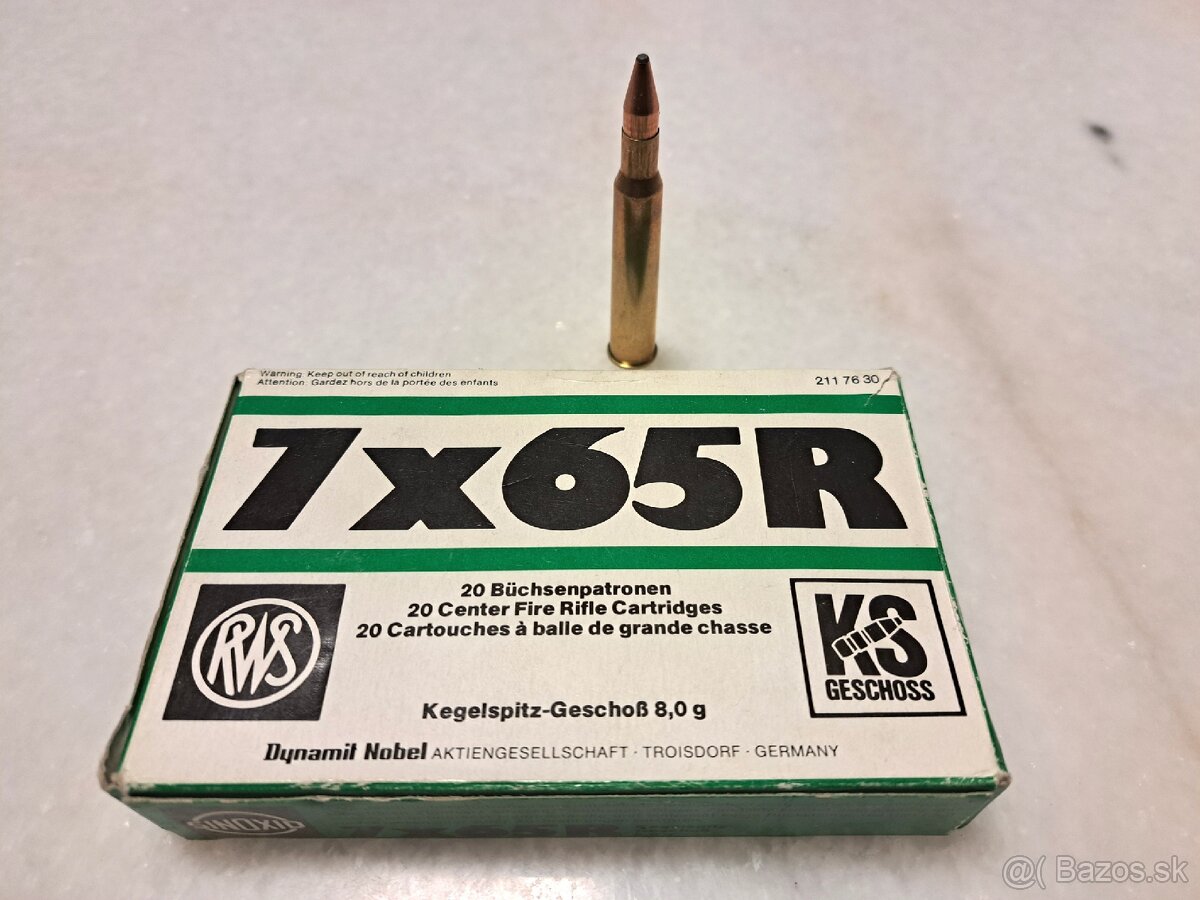 Warning: Keep out of reach of children
Attention: Gardez hors de la portée des enfants
211 76 30
7x65R
RWS
20 Büchsenpatronen
20 Center Fire Rifle Cartridges
20 Cartouches à balle de grande chasse
KS
GESCHOSS
Kegelspitz-Geschoß 8,0 g
Dynamit Nobel AKTIENGESELLSCHAFT · TROISDORF · GERMANY
SINOXID
7x65R
@( Bazos.sk